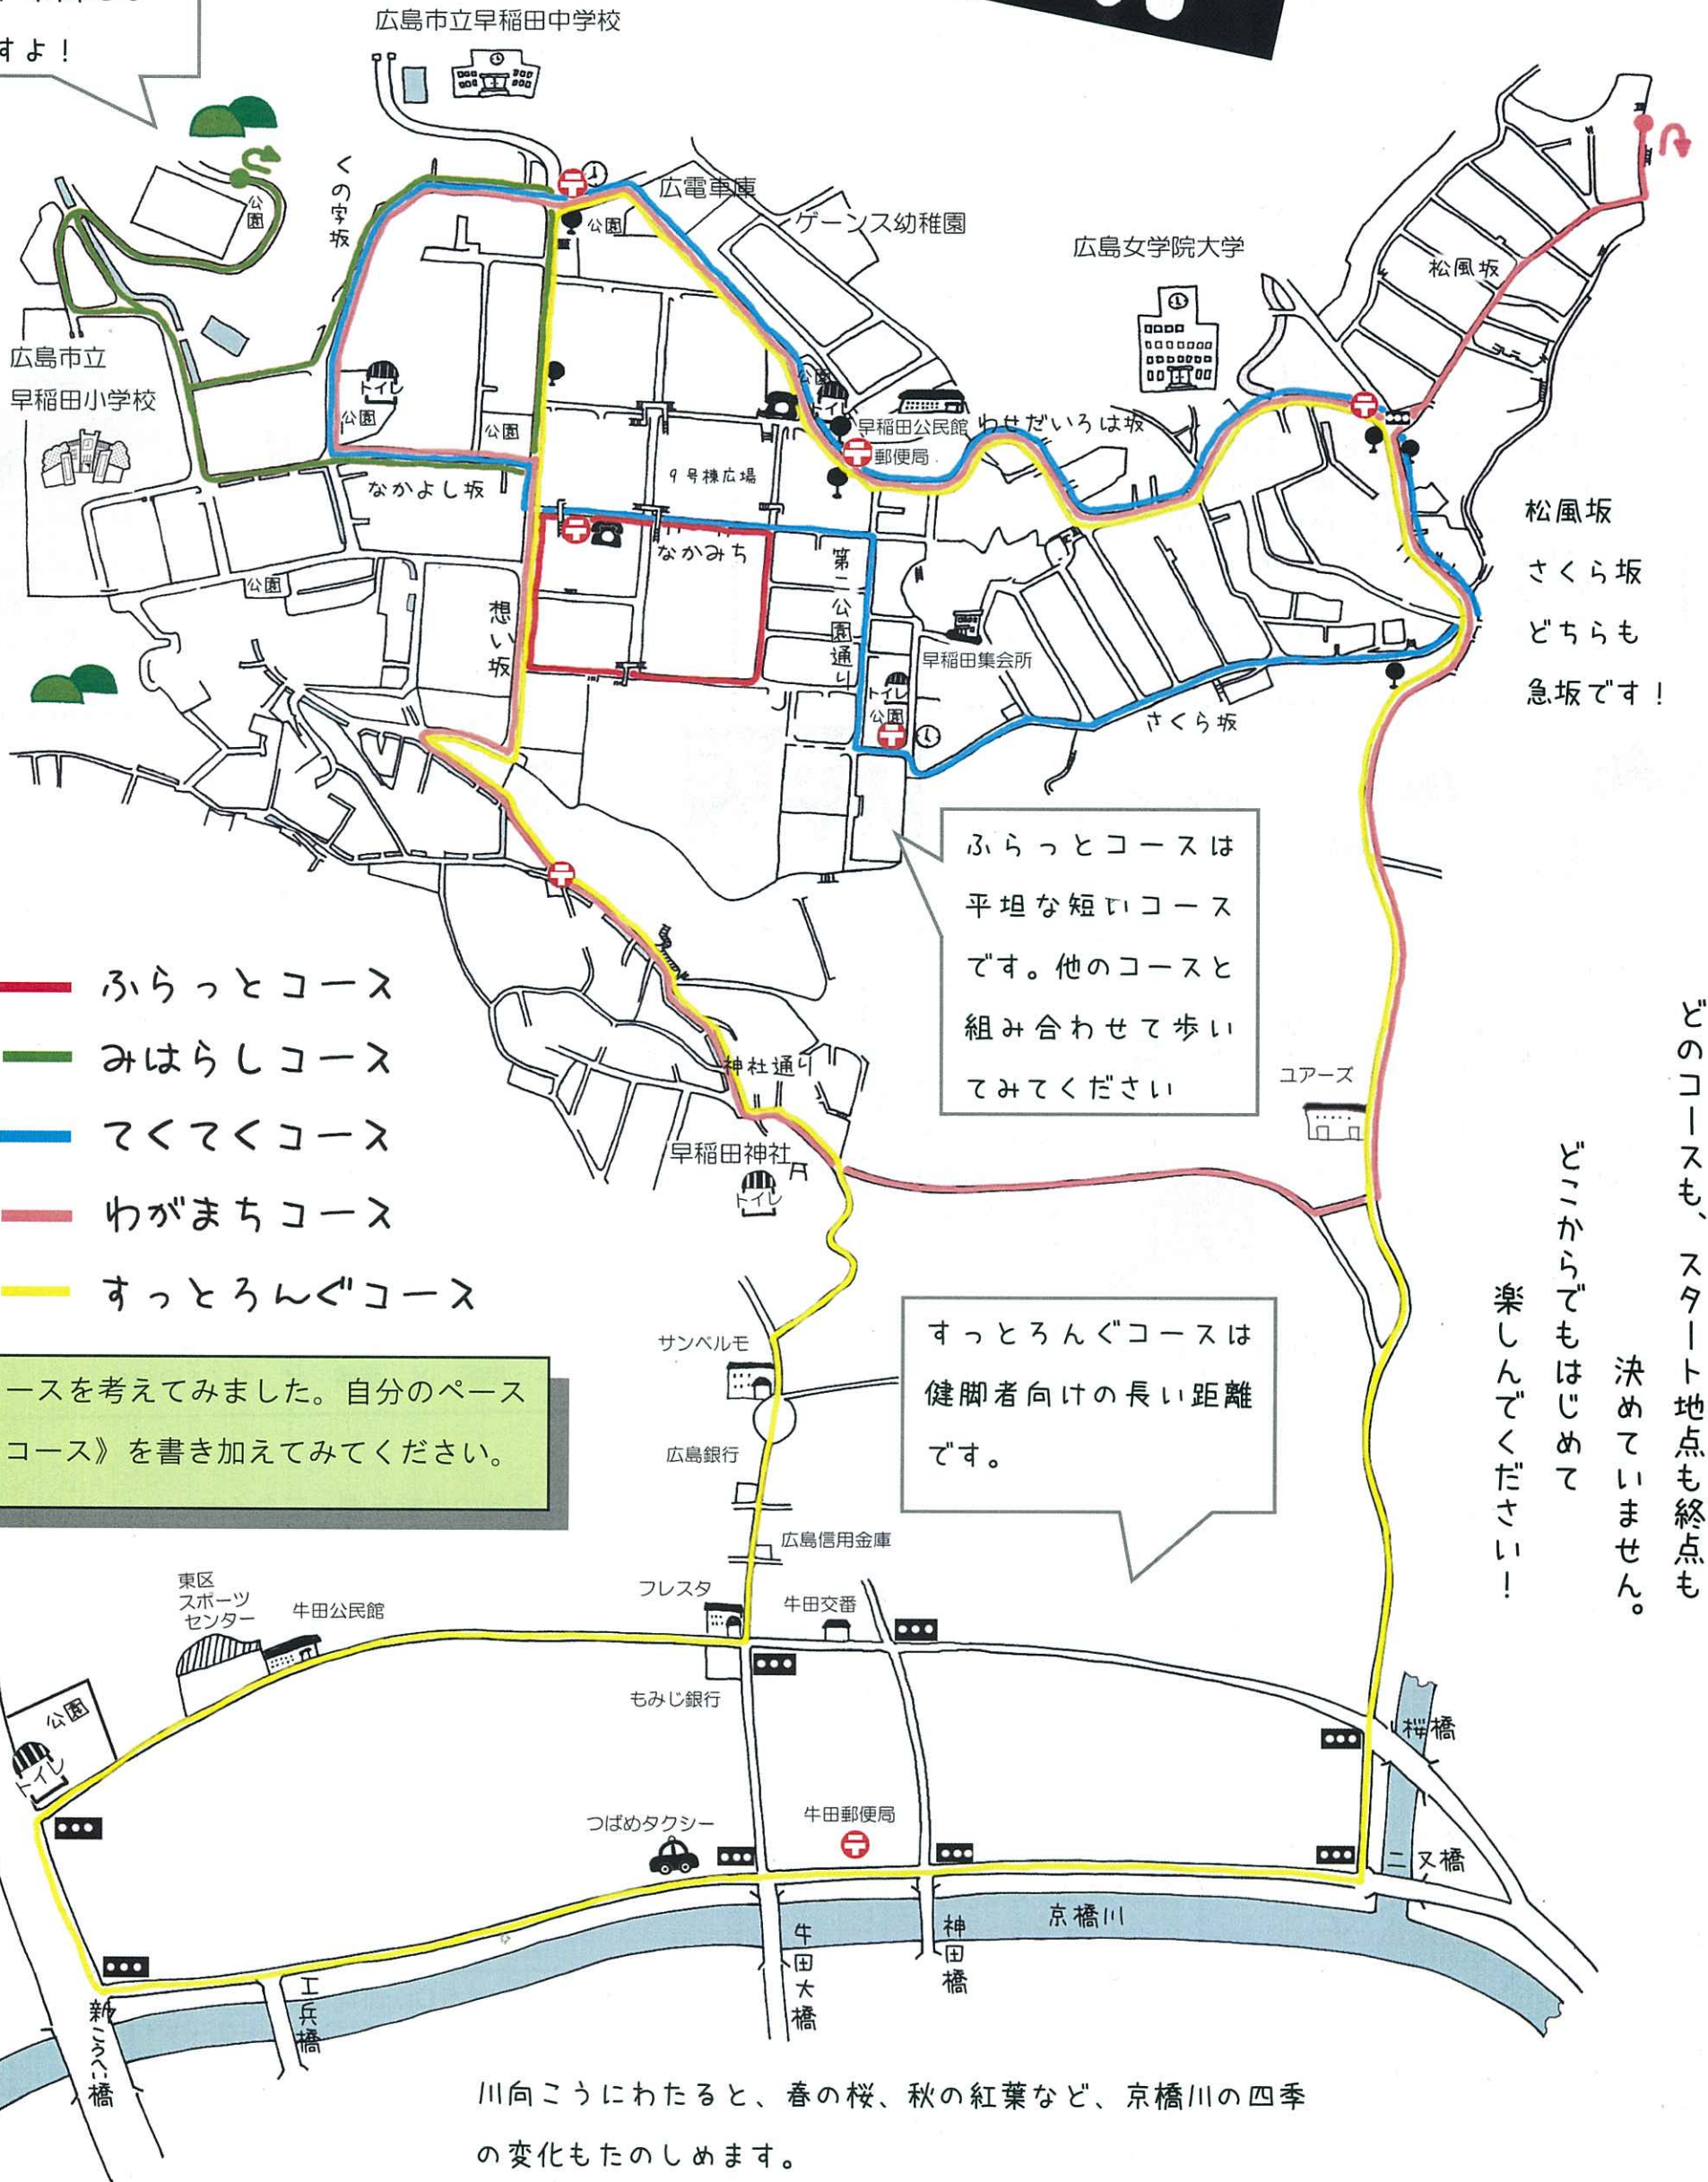 すよ！
広島市立早稲田中学校
くの字坂
公園
公園
広電車庫
ゲーンス幼稚園
広島女学院大学
松風坂
広島市立
早稲田小学校
トイレ
公園
公園
公園
トイレ
早稲田公民館
わせだいろは坂
郵便局
9号棟広場
なかよし坂
なかみち
公園
想い坂
第二公園通り
早稲田集会所
トイレ
公園
さくら坂
松風坂
さくら坂
どちらも
急坂です！
ふらっとコースは
平坦な短いコース
です。他のコースと
組み合わせて歩い
てみてください
ふらっとコース
みはらしコース
てくてくコース
わがまちコース
すっとろんぐコース
神社通り
早稲田神社
トイレ
ユアーズ
どのコースも、スタート地点も終点も
決めていません。
どこからでもはじめて
楽しんでください！
ースを考えてみました。自分のペース
コース》を書き加えてみてください。
サンベルモ
広島銀行
すっとろんぐコースは
健脚者向けの長い距離
です。
広島信用金庫
フレスタ
牛田交番
東区
スポーツ
センター
牛田公民館
もみじ銀行
公園
トイレ
桜橋
つばめタクシー
牛田郵便局
二又橋
京橋川
牛田大橋
神田橋
工兵橋
新こうへい橋
川向こうにわたると、春の桜、秋の紅葉など、京橋川の四季
の変化もたのしめます。